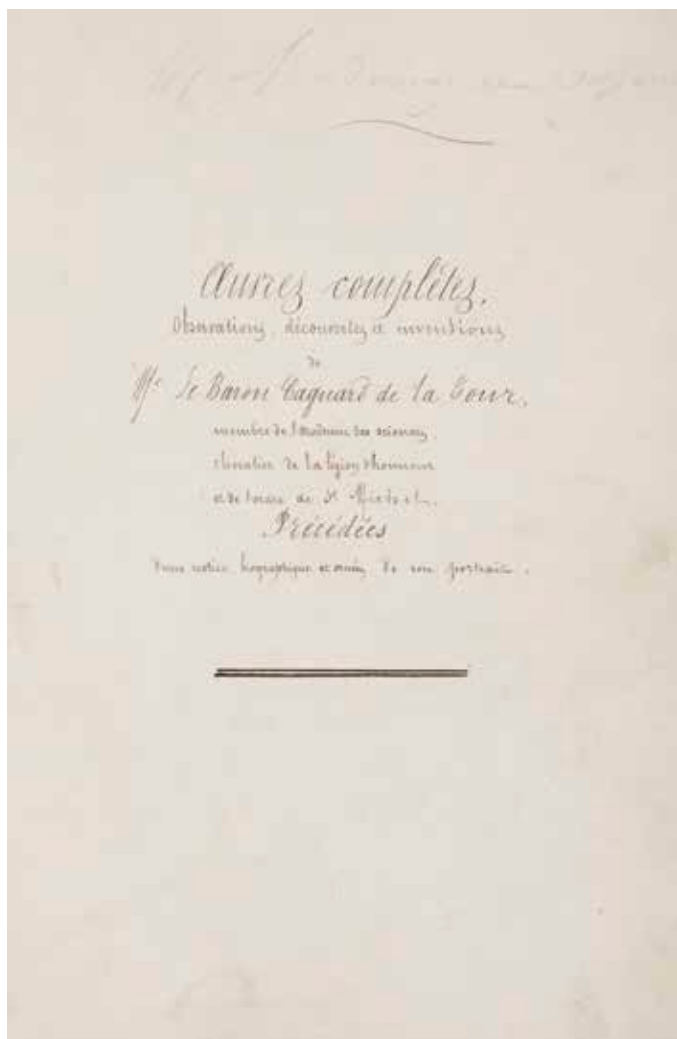 Œuvres complètes.
Observations, découvertes et inventions
de
Mr Le Baron Cagnard de la Tour,
membre de l'académie des sciences,
chevalier de la légion d'honneur
et de l'ordre de St Michel.
Précédées
d'une notice biographique et ornées de son portrait.